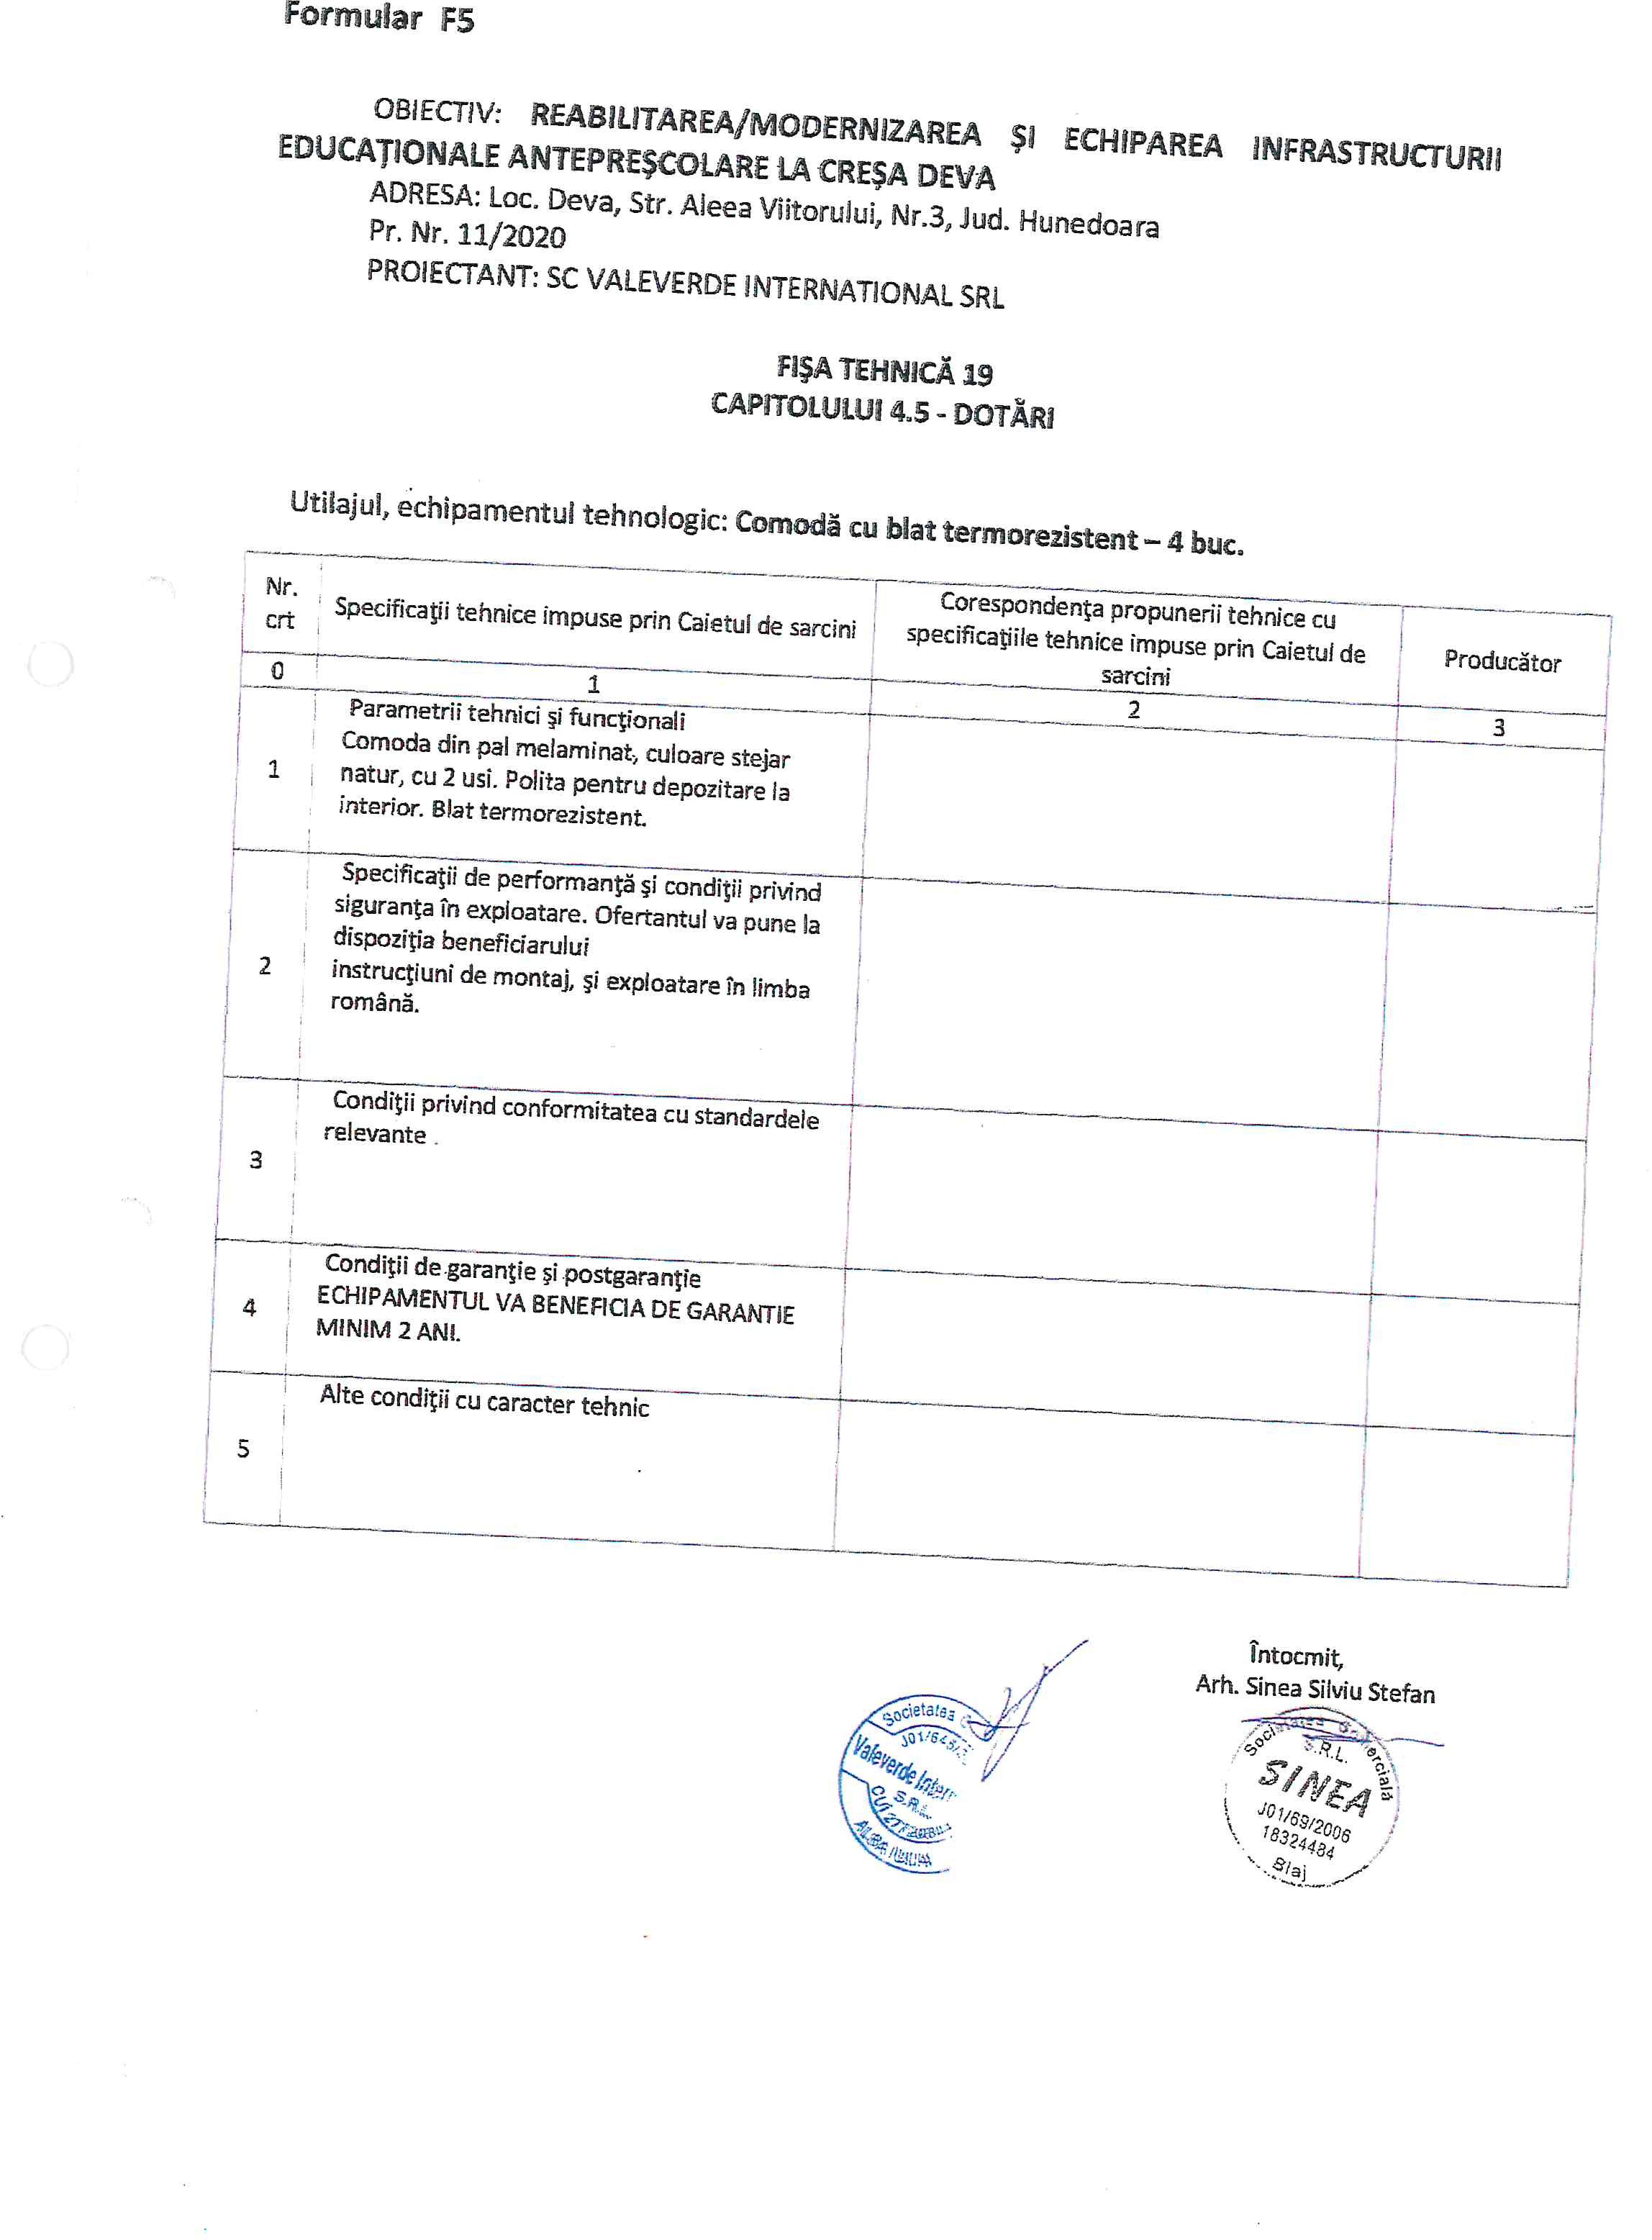 Formular F5
OBIECTIV: REABILITAREA/MODERNIZAREA ŞI ECHIPAREA INFRASTRUCTURII
EDUCAȚIONALE ANTEPREŞCOLARE LA CREŞA DEVA
ADRESA: Loc. Deva, Str. Aleea Viitorului, Nr.3, Jud. Hunedoara
Pr. Nr. 11/2020
PROIECTANT: SC VALEVERDE INTERNATIONAL SRL
FIŞA TEHNICĂ 19
CAPITOLULUI 4.5 - DOTĂRI
Utilajul, echipamentul tehnologic: Comodă cu blat termorezistent – 4 buc.
Nr.
crt
Specificaţii tehnice impuse prin Caietul de sarcini
Corespondenţa propunerii tehnice cu
specificaţiile tehnice impuse prin Caietul de
sarcini
Producător
0
1
2
3
1
Parametrii tehnici şi funcţionali
Comoda din pal melaminat, culoare stejar
natur, cu 2 usi. Polita pentru depozitare la
interior. Blat termorezistent.
2
Specificaţii de performanţă şi condiţii privind
siguranţa în exploatare. Ofertantul va pune la
dispoziţia beneficiarului
instrucţiuni de montaj, şi exploatare în limba
română.
3
Condiţii privind conformitatea cu standardele
relevante .
4
Condiţii de garanţie şi postgaranţie
ECHIPAMENTUL VA BENEFICIA DE GARANTIE
MINIM 2 ANI.
5
Alte condiţii cu caracter tehnic
Întocmit,
Arh. Sinea Silviu Stefan
Societatea
Valeverde
S.R.L.
CUI
ALBA IULIA
Societatea Comercială
S.R.L.
SINEA
J01/69/2006
18324484
Blaj